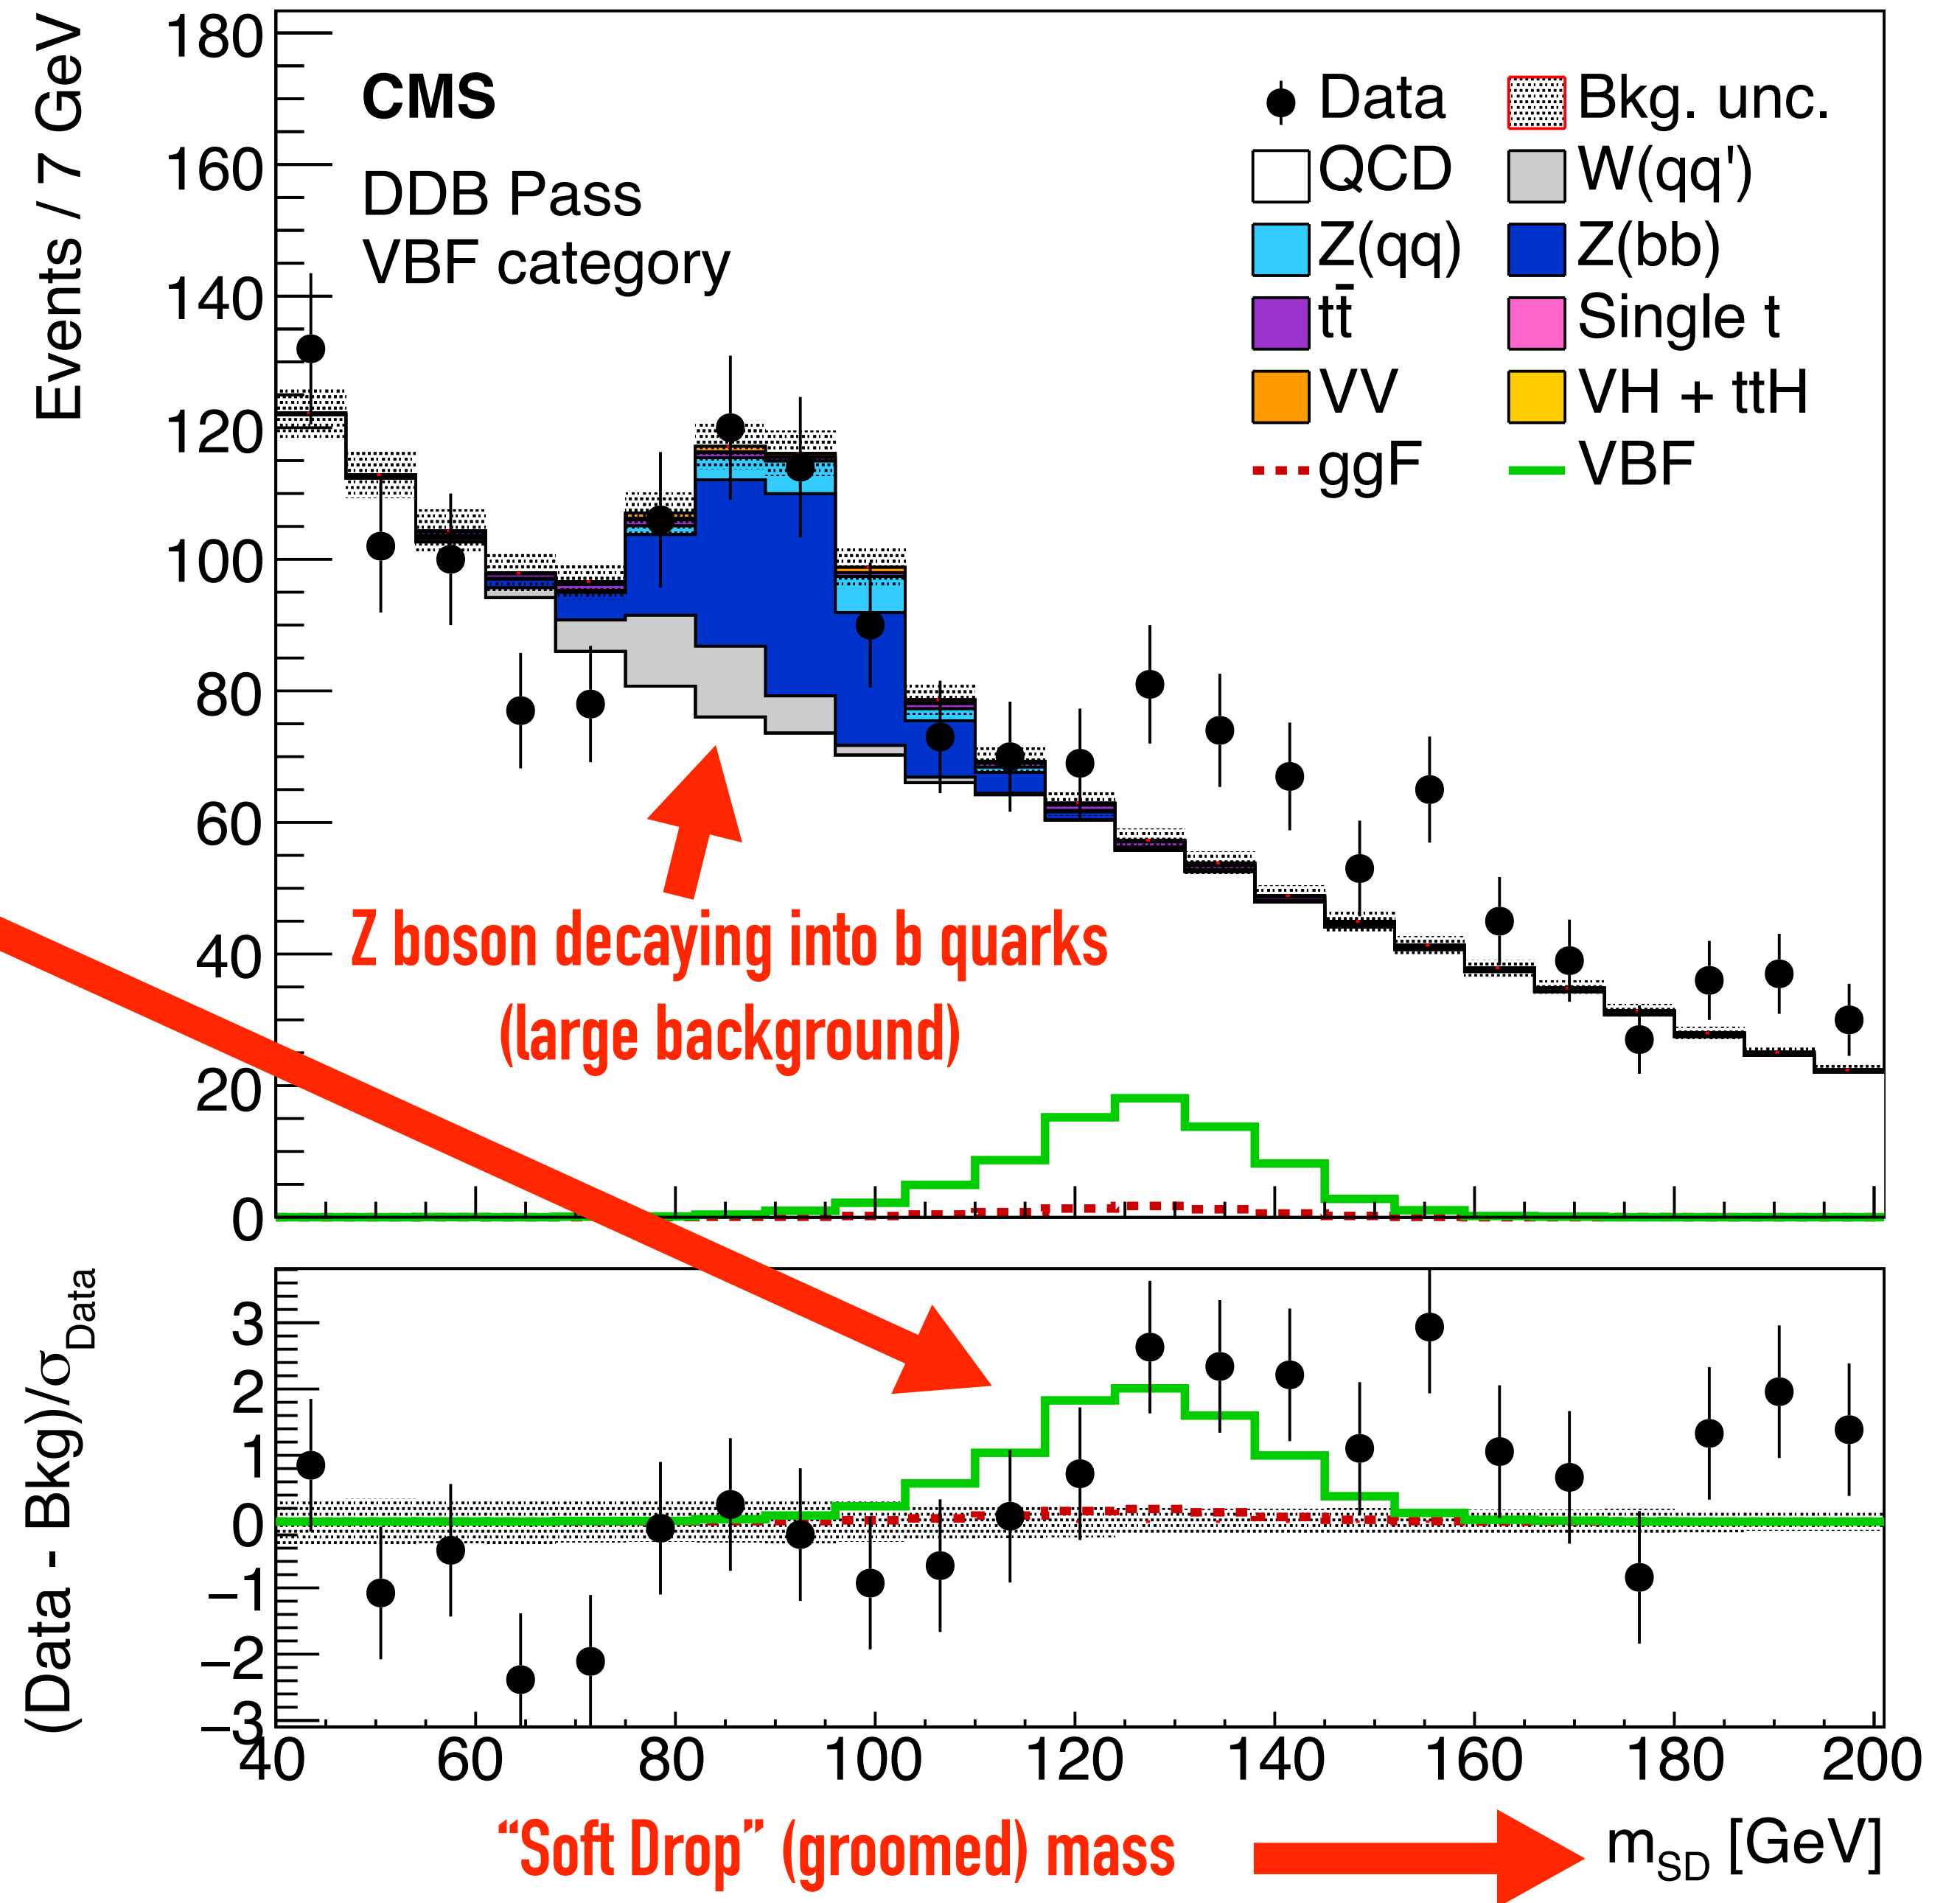 Events / 7 GeV
180
160
140
120
100
80
60
40
20
0
CMS
DDB Pass
VBF category
Data
Bkg. unc.
QCD
W(qq')
Z(qq)
Z(bb)
tt̄
Single t
VV
VH + ttH
ggF
VBF
Z boson decaying into b quarks
(large background)
(Data - Bkg)/σData
3
2
1
0
−1
−2
−3
40 60 80 100 120 140 160 180 200
“Soft Drop” (groomed) mass
mSD [GeV]